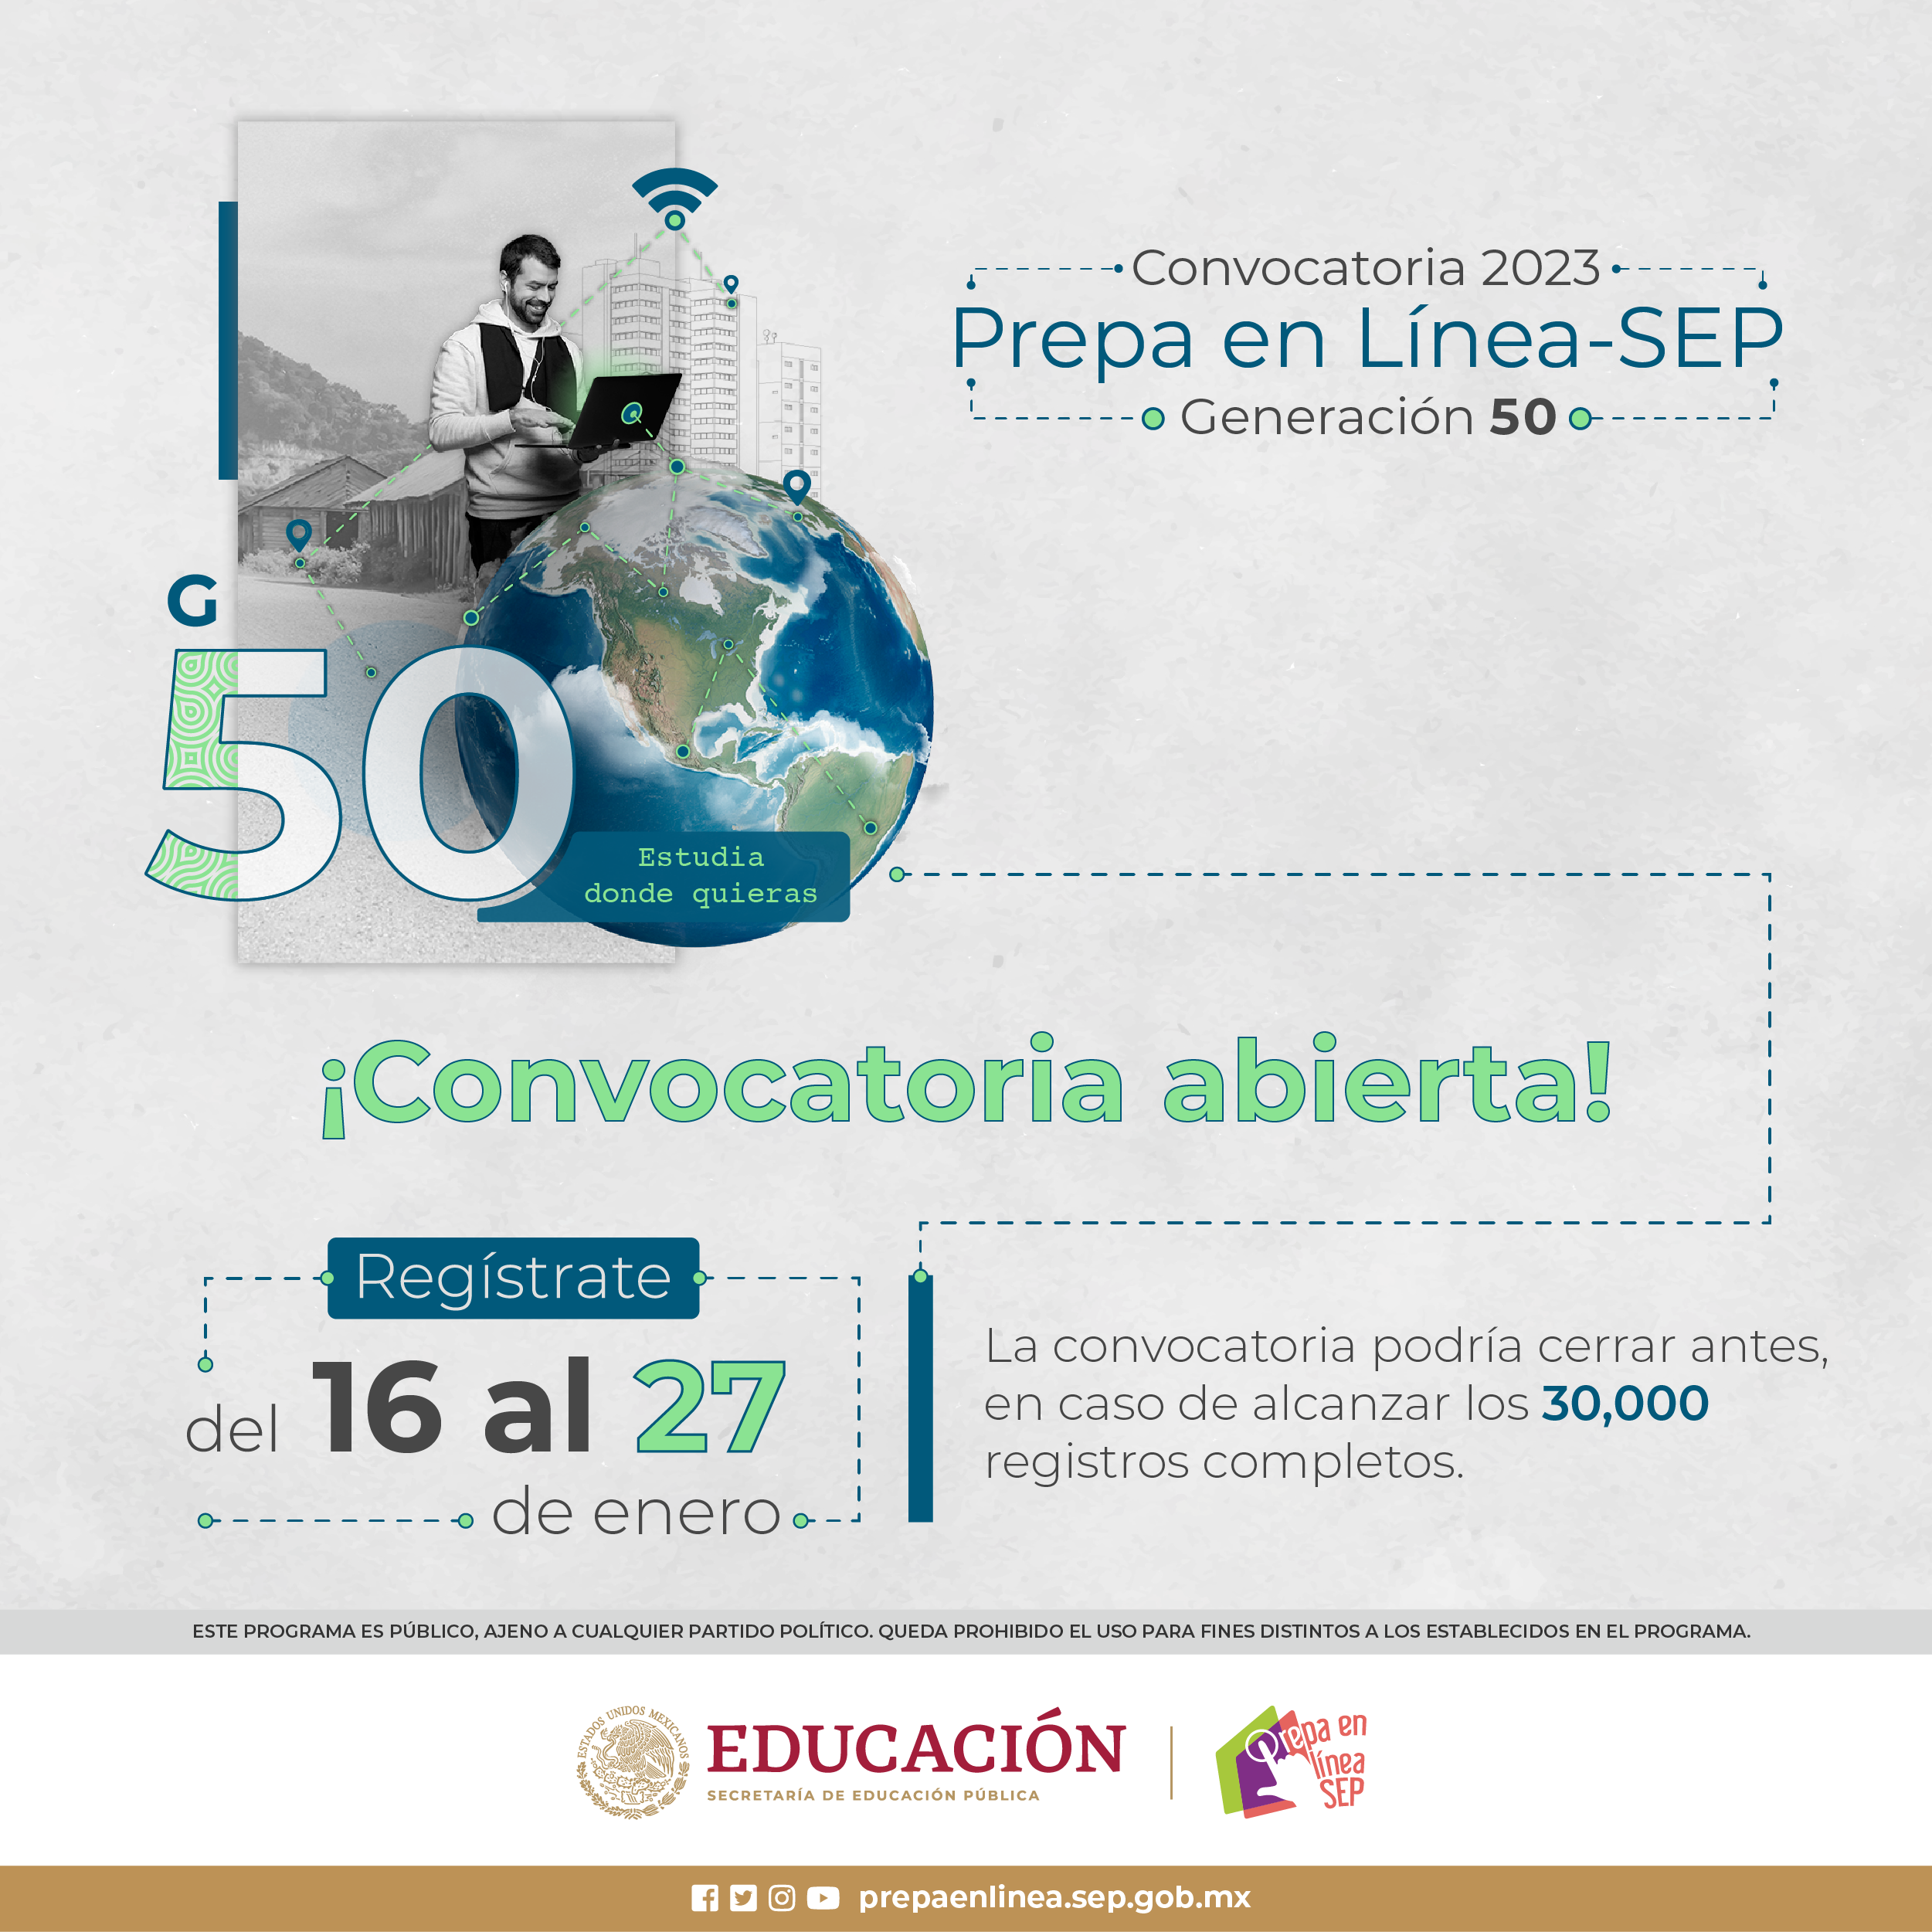 Convocatoria 2023
Prepa en Línea-SEP
Generación 50
G
50
Estudia
donde quieras
¡Convocatoria abierta!
Regístrate
del 16 al 27
de enero
La convocatoria podría cerrar antes,
en caso de alcanzar los 30,000
registros completos.
ESTE PROGRAMA ES PÚBLICO, AJENO A CUALQUIER PARTIDO POLÍTICO. QUEDA PROHIBIDO EL USO PARA FINES DISTINTOS A LOS ESTABLECIDOS EN EL PROGRAMA.
ESTADOS UNIDOS MEXICANOS
EDUCACIÓN
SECRETARÍA DE EDUCACIÓN PÚBLICA
Prepa en
línea
SEP
prepaenlinea.sep.gob.mx